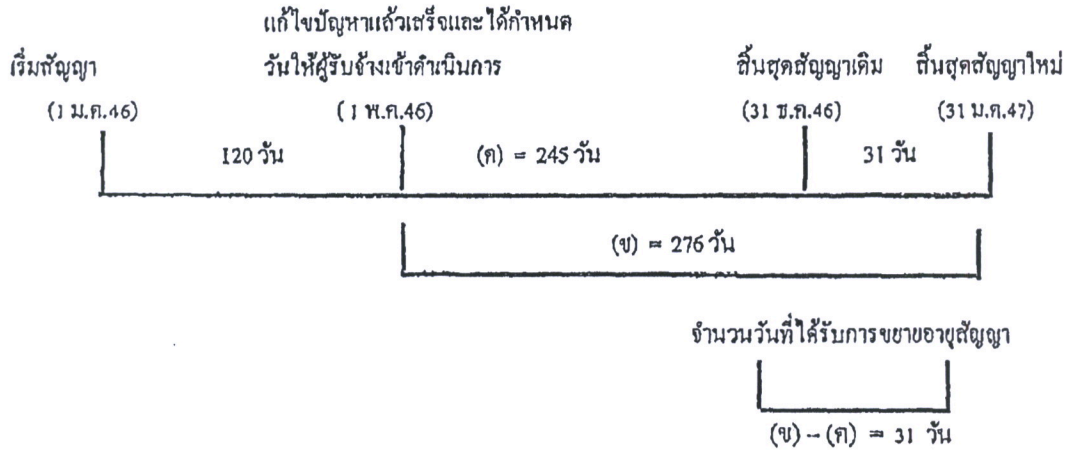 แก้ไขปัญหาแล้วเสร็จและได้กำหนด
เริ่มสัญญา วันให้ผู้รับจ้างเข้าดำเนินการ สิ้นสุดสัญญาเดิม สิ้นสุดสัญญาใหม่
(1 ม.ค.46) (1 พ.ค.46) (31 ธ.ค.46) (31 ม.ค.47)
120 วัน (ค) = 245 วัน 31 วัน
(ข) = 276 วัน
จำนวนวันที่ได้รับการขยายอายุสัญญา
(ข) – (ค) = 31 วัน